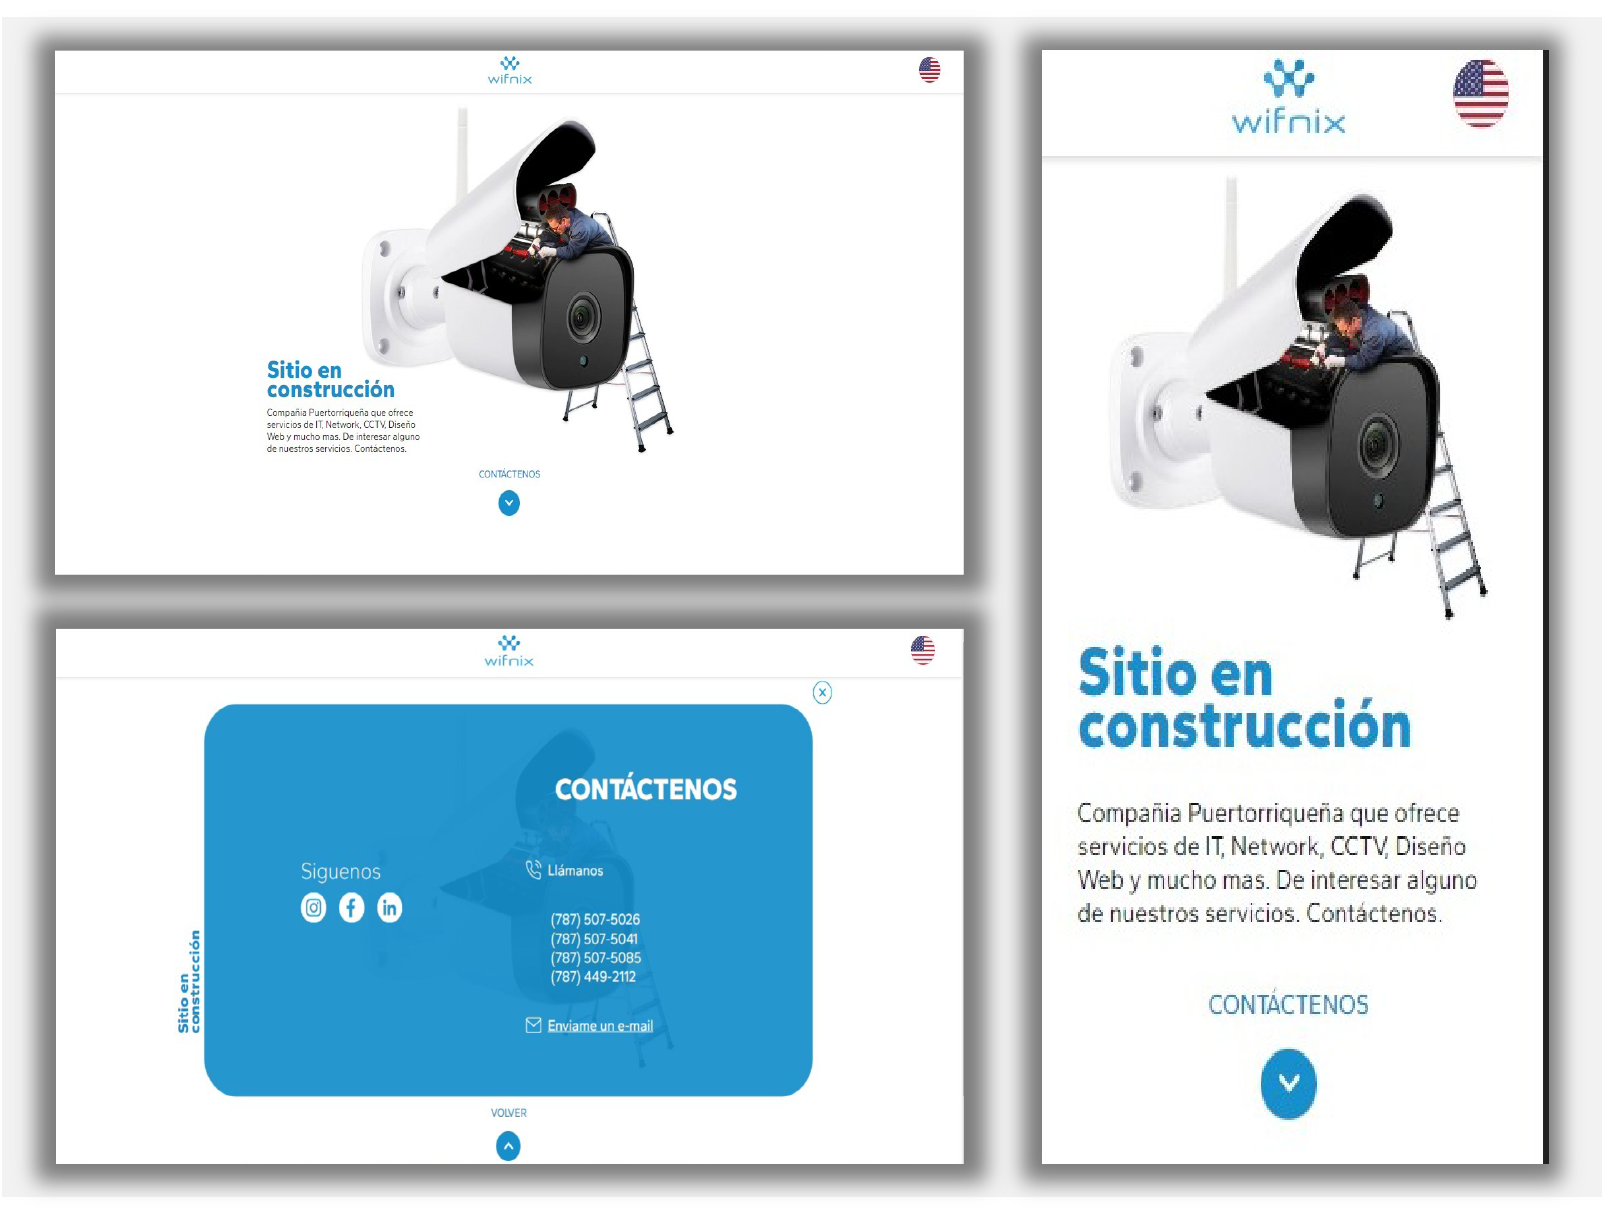 wifnix
Sitio en
construcción
Compañia Puertorriqueña que ofrece
servicios de IT, Network, CCTV, Diseño
Web y mucho mas. De interesar alguno
de nuestros servicios. Contáctenos.
CONTÁCTENOS
wifnix
CONTÁCTENOS
Siguenos
Llámanos
(787) 507-5026
(787) 507-5041
(787) 507-5085
(787) 449-2112
Enviame un e-mail
Sitio en
construcción
VOLVER
wifnix
Sitio en
construcción
Compañia Puertorriqueña que ofrece
servicios de IT, Network, CCTV, Diseño
Web y mucho mas. De interesar alguno
de nuestros servicios. Contáctenos.
CONTÁCTENOS